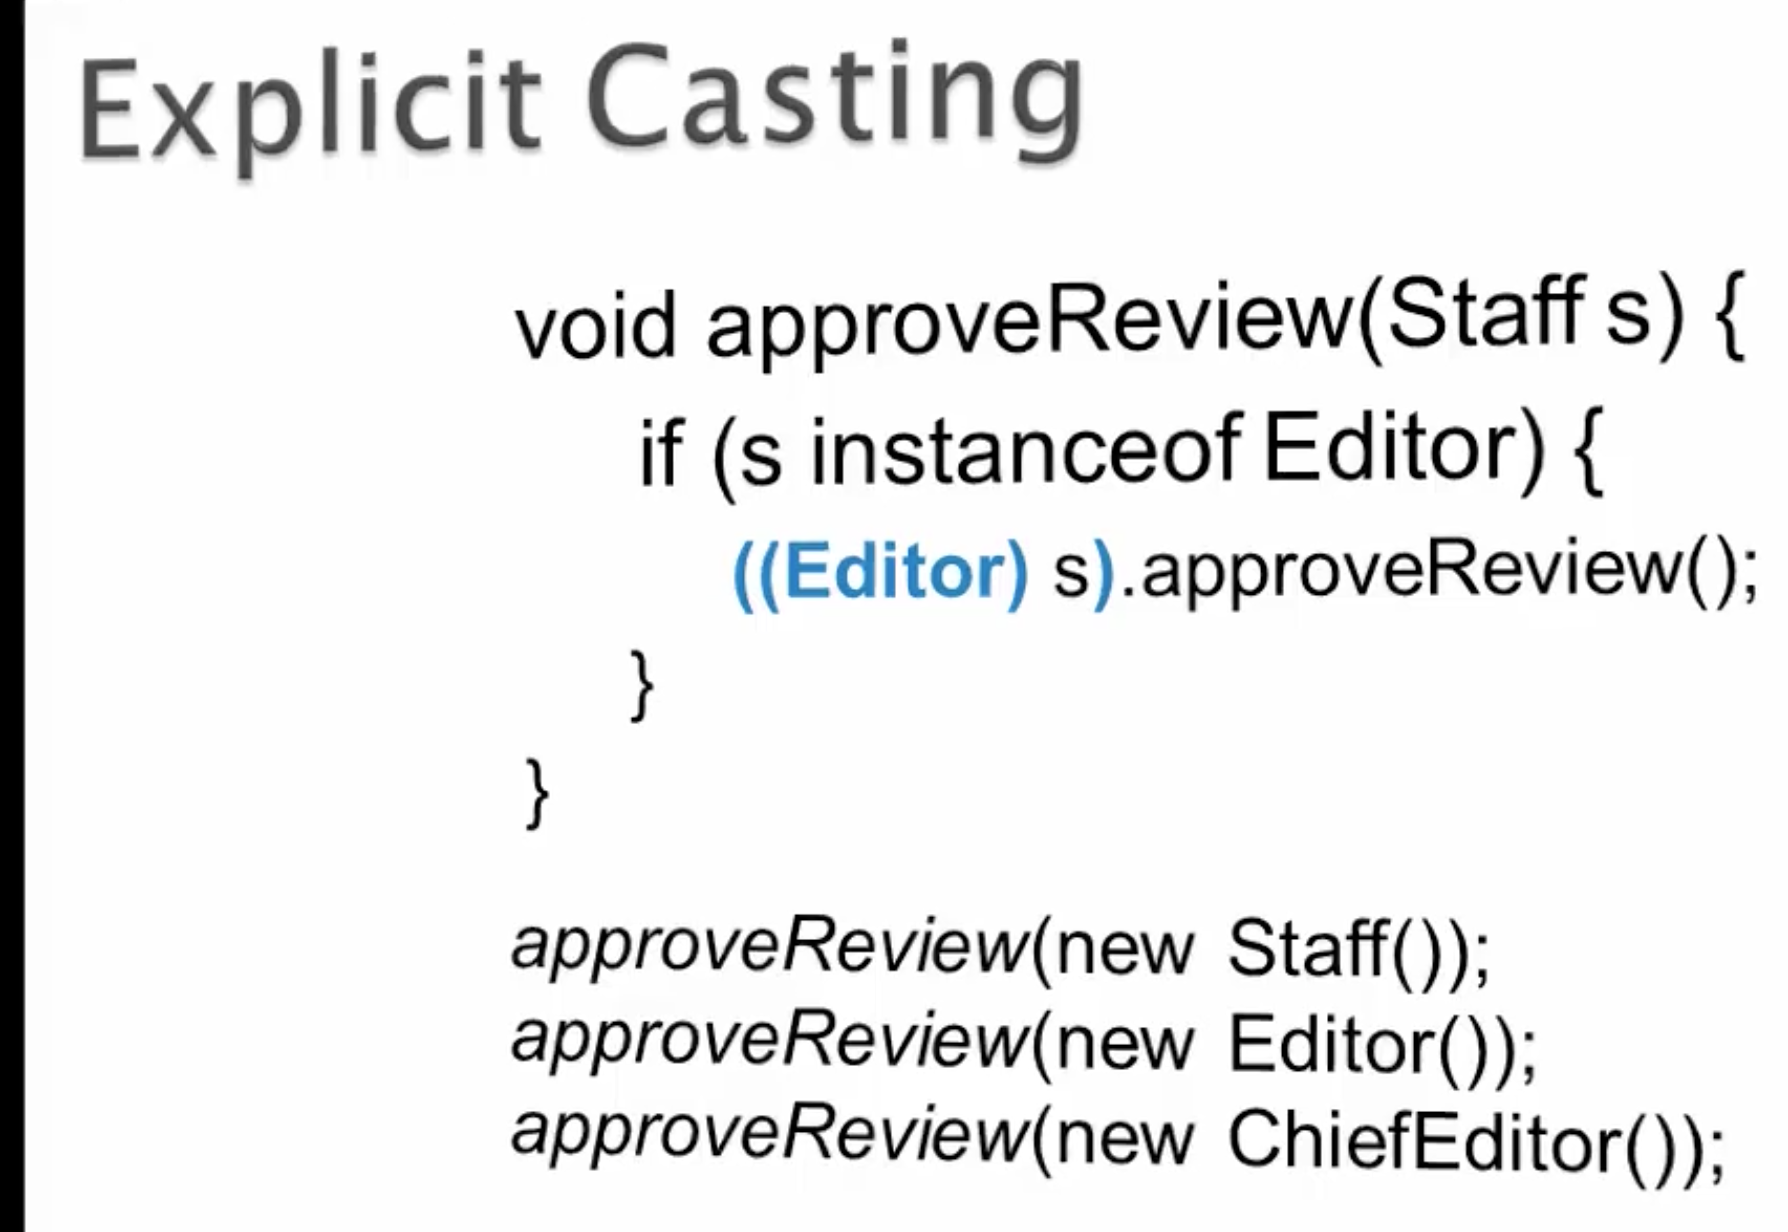 Explicit Casting
void approveReview(Staff s) {
if (s instanceof Editor) {
((Editor) s).approveReview();
}
}
approveReview(new Staff());
approveReview(new Editor());
approveReview(new ChiefEditor());